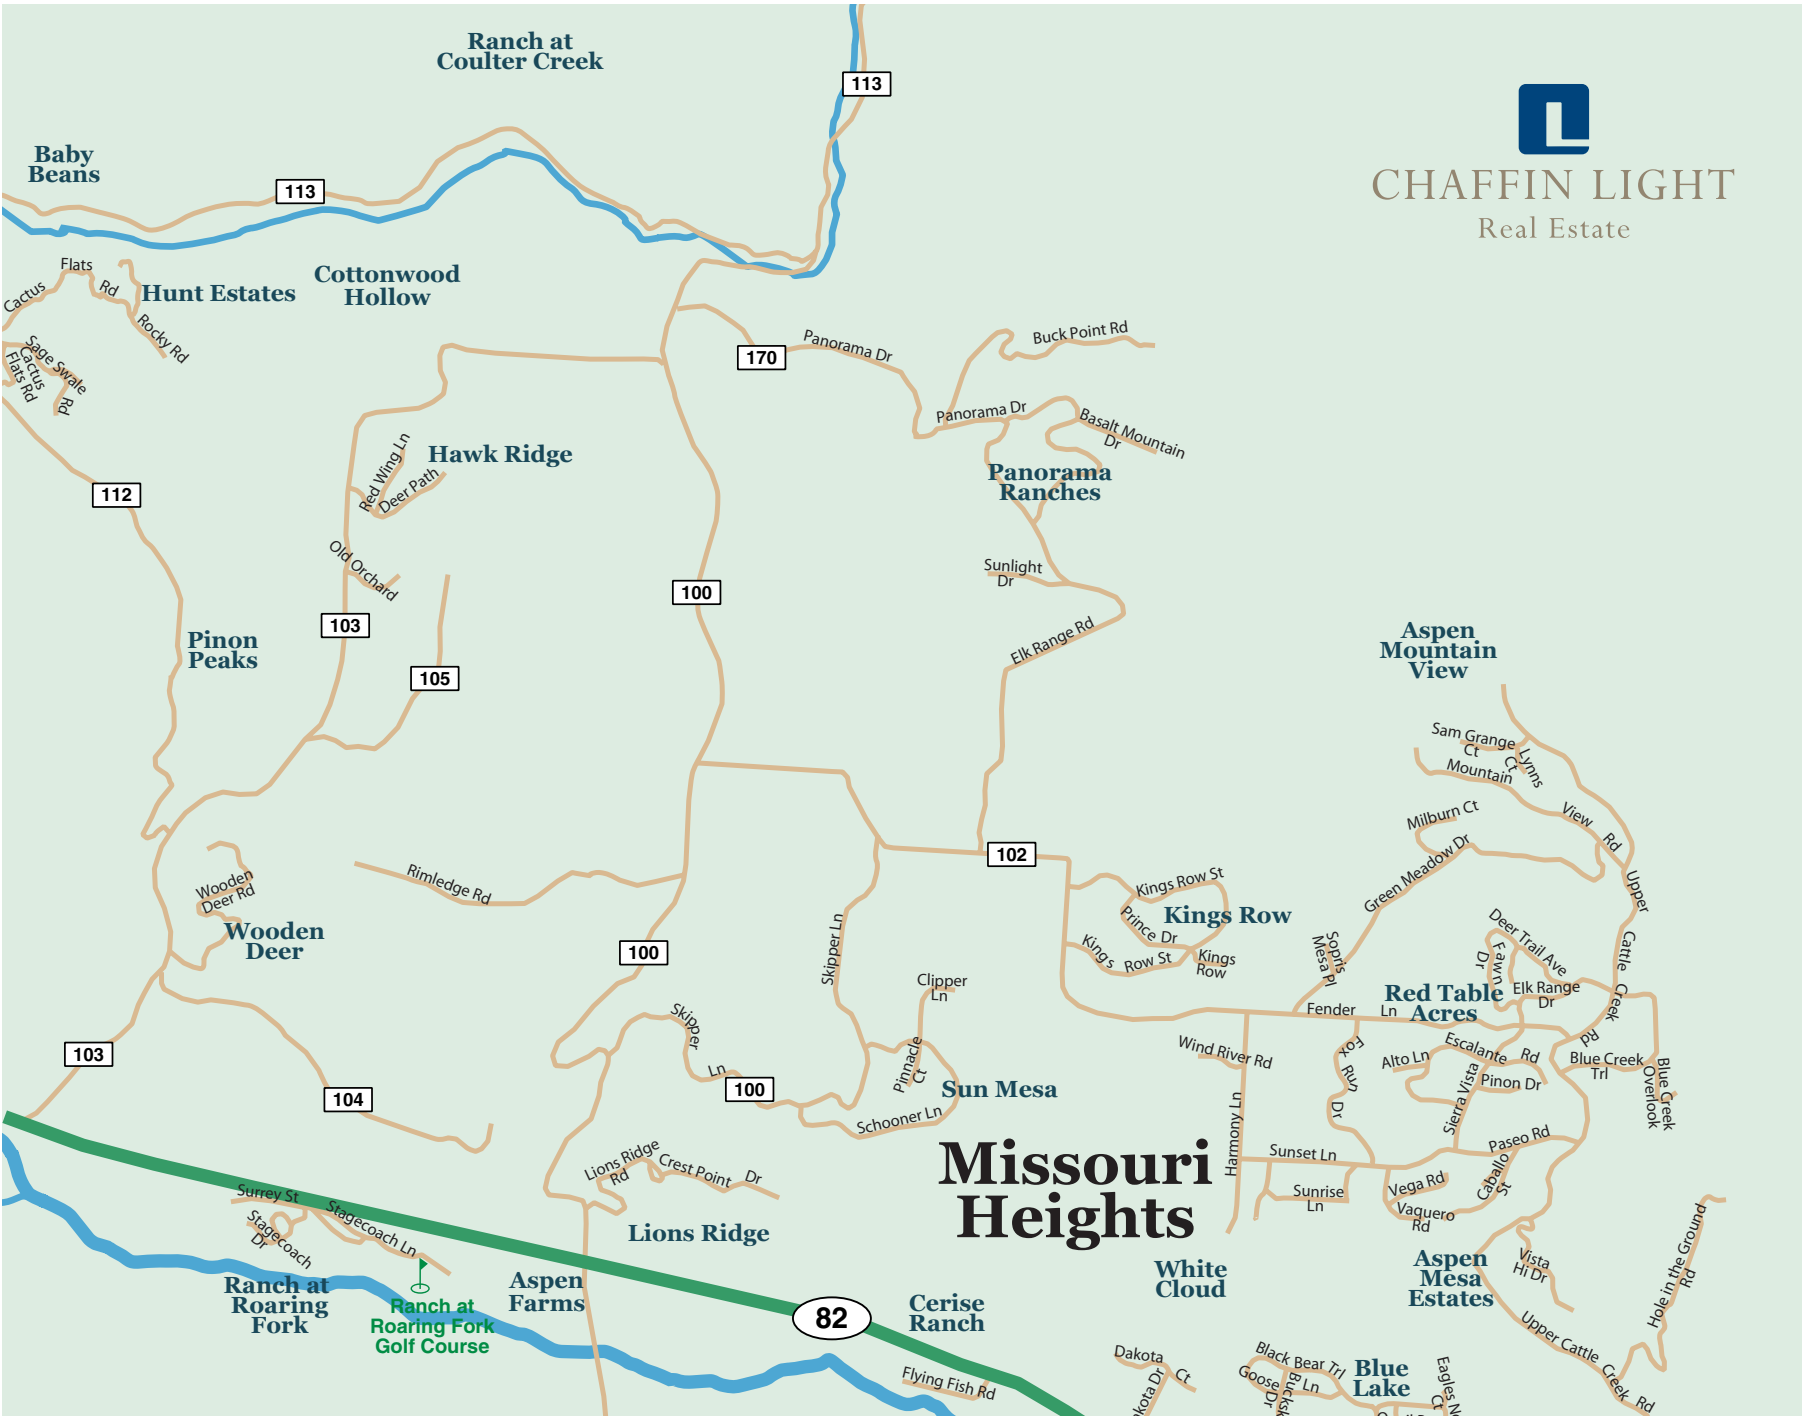 Ranch at
Coulter Creek
113
CHAFFIN LIGHT
Real Estate
Baby
Beans
113
Flats
Cactus
Rd
Hunt Estates
Rocky Rd
Cottonwood
Hollow
Sage Swale
Rd
Cactus
Flats Rd
170
Panorama Dr
Buck Point Rd
Panorama Dr
Basalt Mountain
Dr
Panorama
Ranches
Red Wing Ln
Hawk Ridge
Deer Path
112
Old Orchard
Sunlight
Dr
100
103
Elk Range Rd
Pinon
Peaks
105
Aspen
Mountain
View
Sam Grange
Ct
Lynns
Ct
Mountain
View
Rd
Milburn Ct
Green Meadow Dr
102
Wooden
Deer Rd
Rimledge Rd
Kings Row St
Kings Row
Prince Dr
Kings
Row St
Kings
Row
Upper
Cattle
Creek
Rd
Wooden
Deer
100
Skipper Ln
Clipper
Ln
Sopris
Mesa Pl
Deer Trail Ave
Fawn
Dr
Elk Range
Dr
Red Table
Acres
Fender
Ln
Skipper
Ln
100
Pinnacle
Ct
Sun Mesa
Schooner Ln
Wind River Rd
Fox
Run
Dr
Alto Ln
Escalante
Rd
Pinon Dr
Sierra Vista
Blue Creek
Trl
Blue Creek
Overlook
103
104
Harmony Ln
Sunset Ln
Paseo Rd
Caballo
St
Sunrise
Ln
Vega Rd
Vaquero
Rd
Missouri
Heights
Lions Ridge
Rd
Crest Point
Dr
Lions Ridge
Surrey St
Stagecoach Ln
Stagecoach
Dr
Ranch at
Roaring
Fork
Ranch at
Roaring Fork
Golf Course
Aspen
Farms
82
Cerise
Ranch
White
Cloud
Aspen
Mesa
Estates
Vista
Hi Dr
Hole in the Ground
Rd
Upper Cattle
Creek
Rd
Flying Fish Rd
Dakota
Ct
kota Dr
Black Bear Trl
Goose
Ln
Dr
Bucksk
Blue
Lake
Eagles Ne
Ct